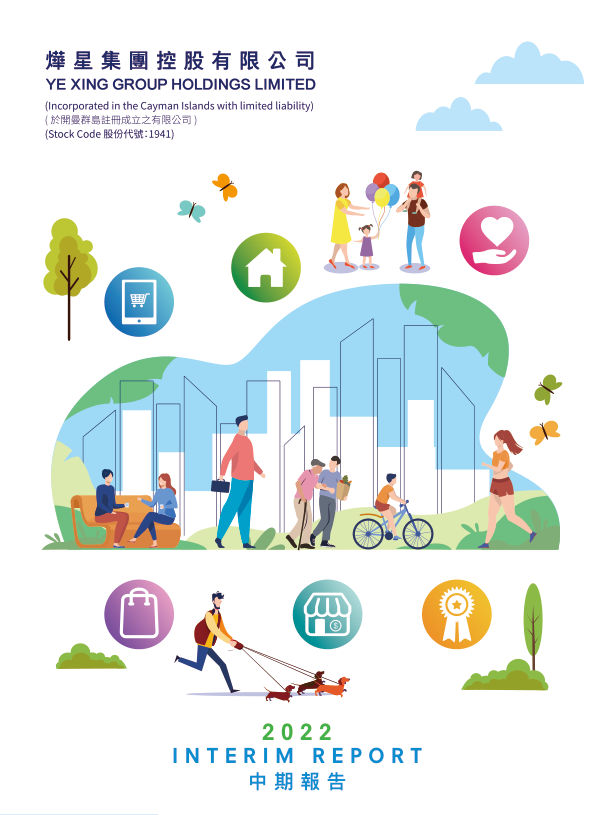 燁星集團控股有限公司
YE XING GROUP HOLDINGS LIMITED
(Incorporated in the Cayman Islands with limited liability)
(於開曼群島註冊成立之有限公司)
(Stock Code 股份代號：1941)
$
2022
INTERIM REPORT
中期報告